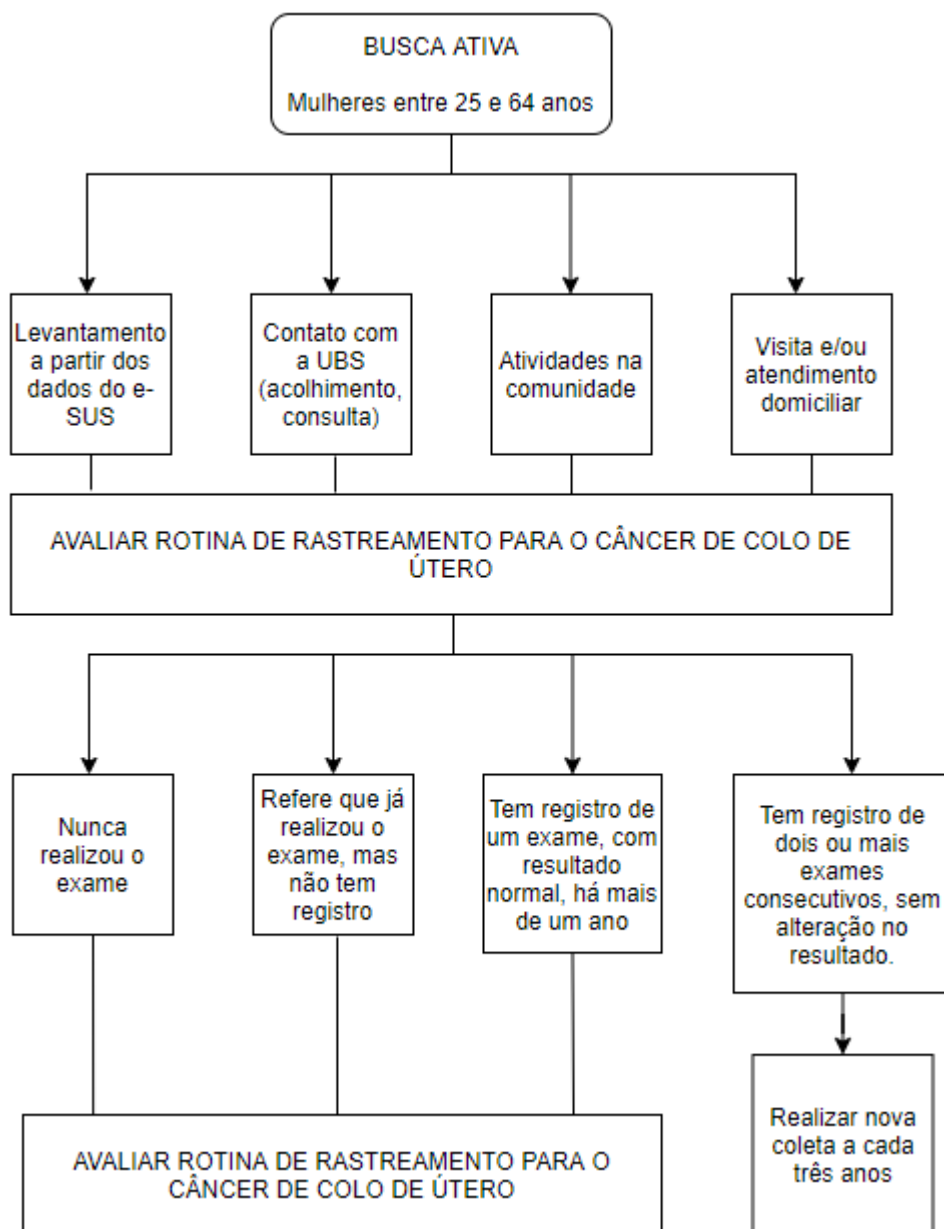 BUSCA ATIVA
Mulheres entre 25 e 64 anos
Levantamento
a partir dos
dados do e-
SUS
Contato com
a UBS
(acolhimento,
consulta)
Atividades na
comunidade
Visita e/ou
atendimento
domiciliar
AVALIAR ROTINA DE RASTREAMENTO PARA O CÂNCER DE COLO DE
ÚTERO
Nunca
realizou o
exame
Refere que já
realizou o
exame, mas
não tem
registro
Tem registro de
um exame, com
resultado
normal, há mais
de um ano
Tem registro de
dois ou mais
exames
consecutivos, sem
alteração no
resultado.
AVALIAR ROTINA DE RASTREAMENTO PARA O
CÂNCER DE COLO DE ÚTERO
Realizar nova
coleta a cada
três anos